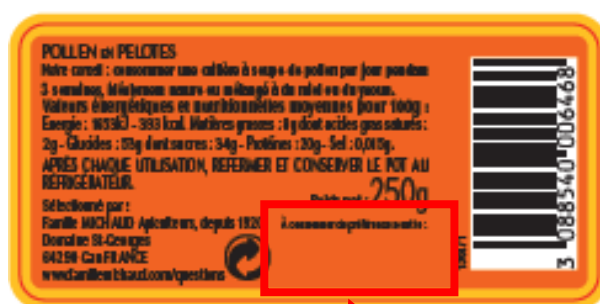 POLLEN EN PELOTES
Notre conseil : consommer une cuillère à soupe de pollen par jour pendant
3 semaines, légèrement nature ou mélangé à du miel ou du yaourt.
Valeurs énergétiques et nutritionnelles moyennes pour 100g :
Energie : - 393 kcal. Matières grasses : dont acides gras saturés :
2g - Glucides : dont sucres : 34g - Protéines : 20g - Sel : 0,015g.
APRÈS CHAQUE UTILISATION, REFERMER ET CONSERVER LE POT AU
RÉFRIGÉRATEUR.
Poids net : 250g
Sélectionné par :
Famille MICHAUD Apiculteurs, depuis 1920
Domaine St-Georges
64290 Gan FRANCE
www.famillemichaud.com/questions
À consommer de préférence avant le :
3 088540 006468